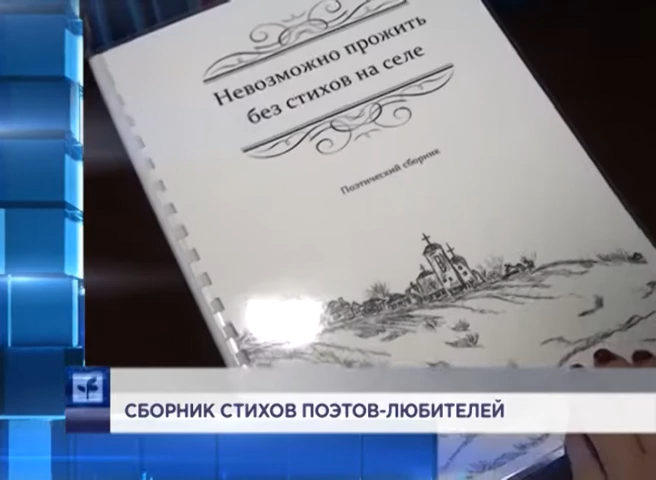 Невозможно прожить
без стихов на селе
Поэтический сборник
СБОРНИК СТИХОВ ПОЭТОВ-ЛЮБИТЕЛЕЙ